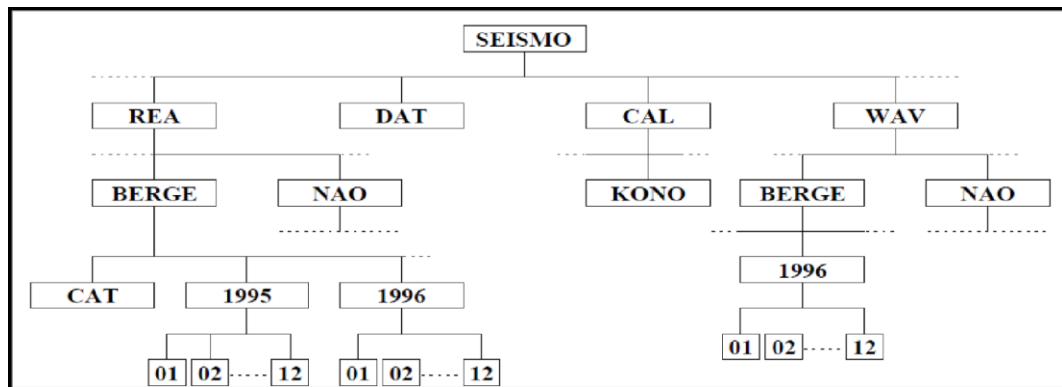 SEISMO
REA DAT CAL WAV
BERGE NAO KONO BERGE NAO
CAT 1995 1996 1996
01 02 12 01 02 12 01 02 12